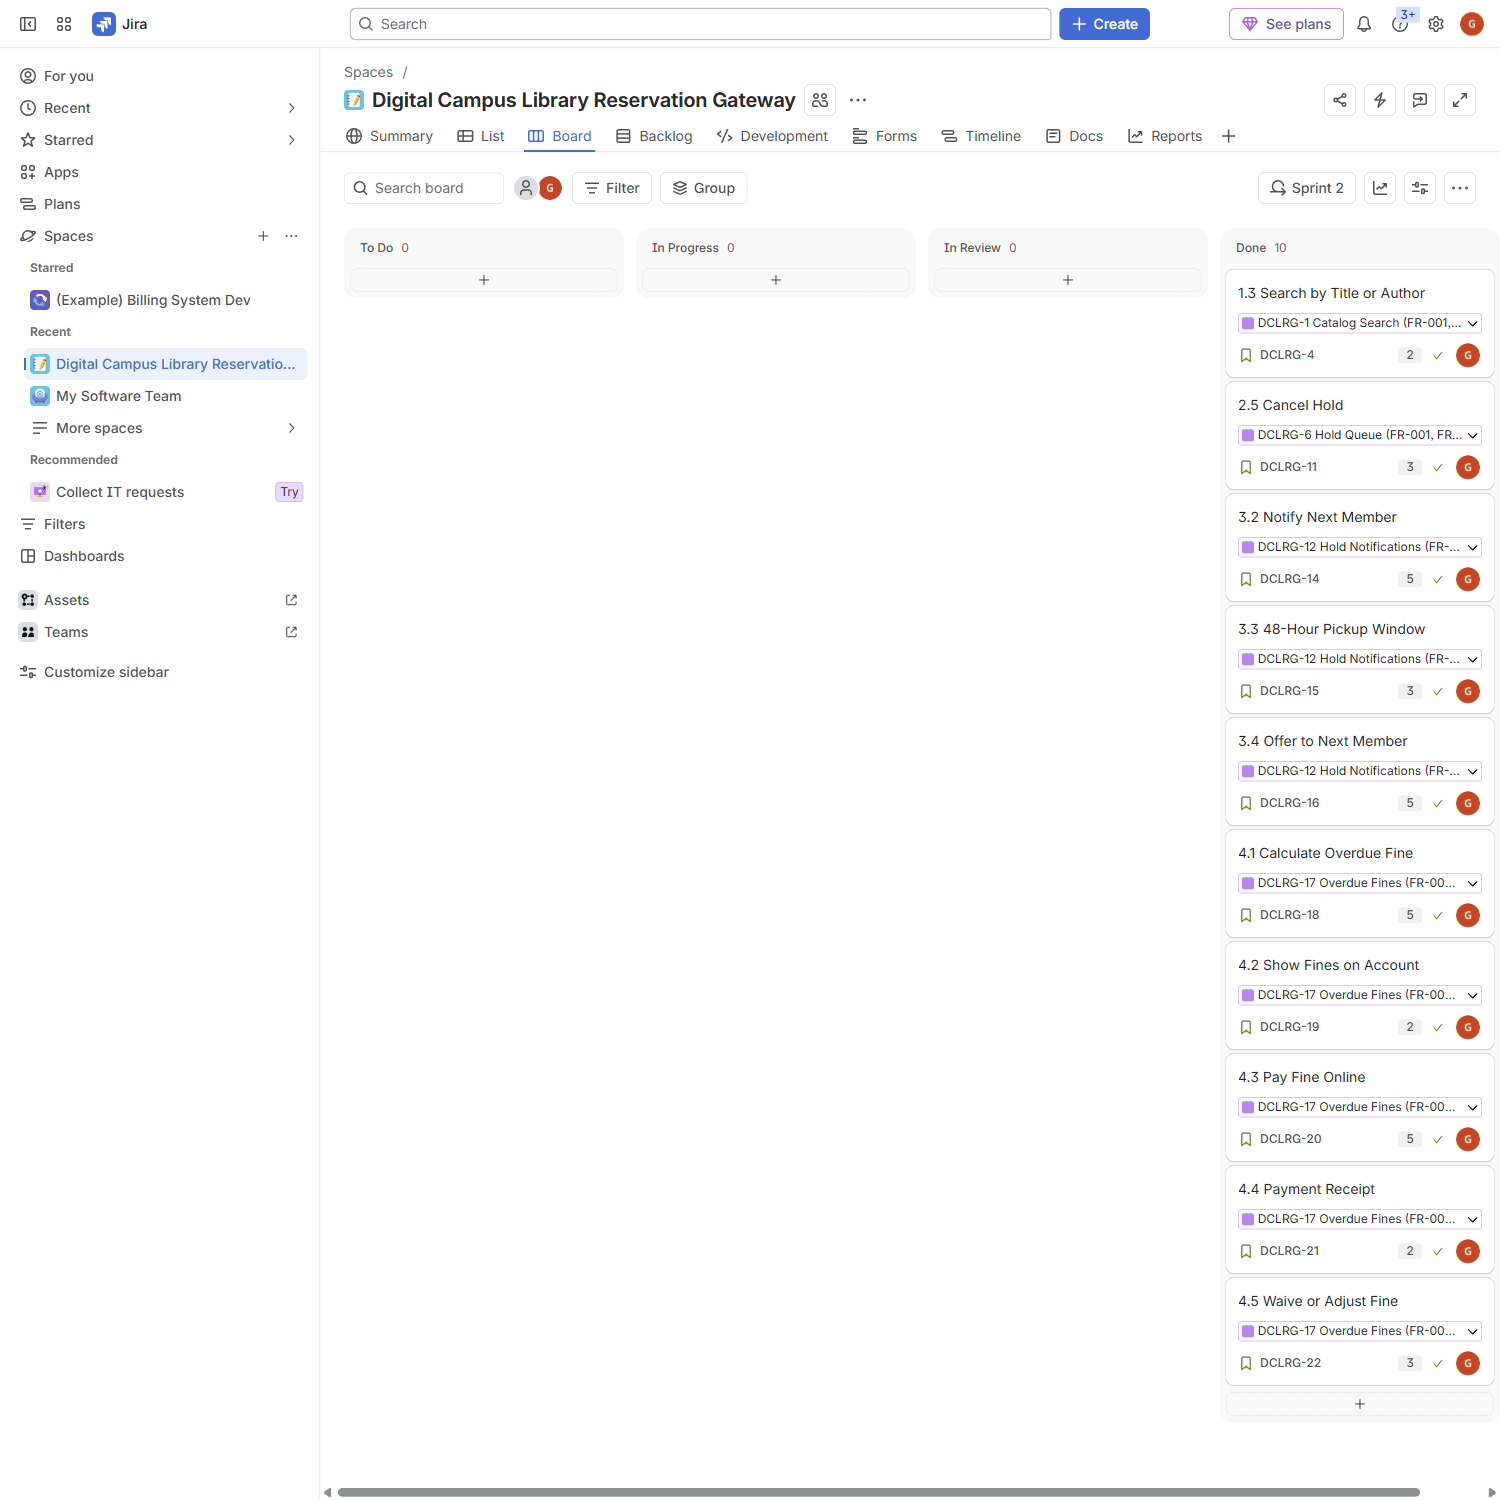 Jira
Search
Create
See plans
3+
G
For you
Recent
Starred
Apps
Plans
Spaces
Starred
(Example) Billing System Dev
Recent
Digital Campus Library Reservatio...
My Software Team
More spaces
Recommended
Collect IT requests
Try
Filters
Dashboards
Assets
Teams
Customize sidebar
Spaces /
Digital Campus Library Reservation Gateway
Summary
List
Board
Backlog
Development
Forms
Timeline
Docs
Reports
Search board
G
Filter
Group
Sprint 2
To Do 0
In Progress 0
In Review 0
Done 10
1.3 Search by Title or Author
DCLRG-1 Catalog Search (FR-001,...
DCLRG-4 2 G
2.5 Cancel Hold
DCLRG-6 Hold Queue (FR-001, FR...
DCLRG-11 3 G
3.2 Notify Next Member
DCLRG-12 Hold Notifications (FR-...
DCLRG-14 5 G
3.3 48-Hour Pickup Window
DCLRG-12 Hold Notifications (FR-...
DCLRG-15 3 G
3.4 Offer to Next Member
DCLRG-12 Hold Notifications (FR-...
DCLRG-16 5 G
4.1 Calculate Overdue Fine
DCLRG-17 Overdue Fines (FR-00...
DCLRG-18 5 G
4.2 Show Fines on Account
DCLRG-17 Overdue Fines (FR-00...
DCLRG-19 2 G
4.3 Pay Fine Online
DCLRG-17 Overdue Fines (FR-00...
DCLRG-20 5 G
4.4 Payment Receipt
DCLRG-17 Overdue Fines (FR-00...
DCLRG-21 2 G
4.5 Waive or Adjust Fine
DCLRG-17 Overdue Fines (FR-00...
DCLRG-22 3 G